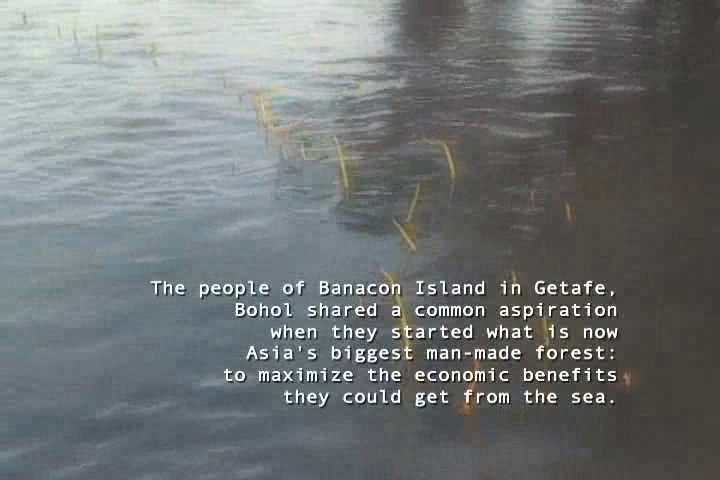 The people of Banacon Island in Getafe,
Bohol shared a common aspiration
when they started what is now
Asia's biggest man-made forest:
to maximize the economic benefits
they could get from the sea.